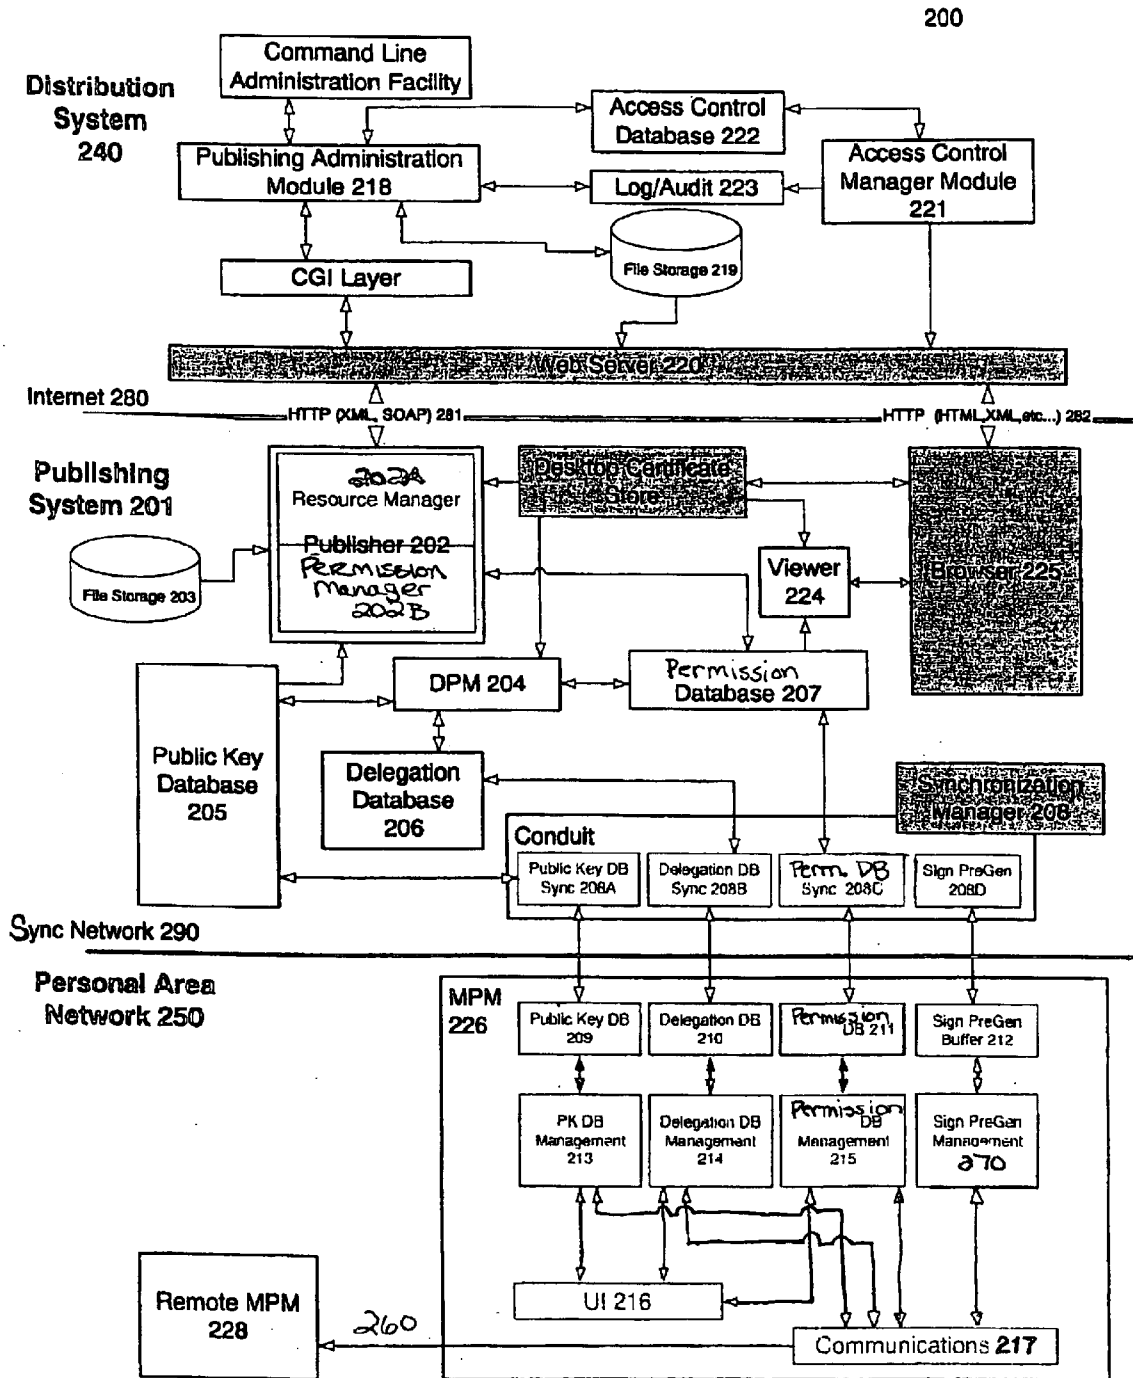 200
Command Line
Administration Facility
Distribution
System
240
Access Control
Database 222
Publishing Administration
Module 218
Access Control
Manager Module
221
Log/Audit 223
File Storage 219
CGI Layer
Web Server 220
Internet 280
HTTP (XML, SOAP) 281
HTTP (HTML,XML,etc...) 282
Publishing
System 201
202A
Resource Manager
Publisher 202
Permission
Manager
202B
Desktop Certificate
Store
Browser 225
File Storage 203
Viewer
224
DPM 204
Permission
Database 207
Public Key
Database
205
Delegation
Database
206
Synchronization
Manager 208
Conduit
Public Key DB
Sync 208A
Delegation DB
Sync 208B
Perm. DB
Sync 208C
Sign PreGen
208D
Sync Network 290
Personal Area
Network 250
MPM
226
Public Key DB
209
Delegation DB
210
Permission
DB 211
Sign PreGen
Buffer 212
PK DB
Management
213
Delegation DB
Management
214
Permission
DB
Management
215
Sign PreGen
Management
270
UI 216
Remote MPM
228
260
Communications 217